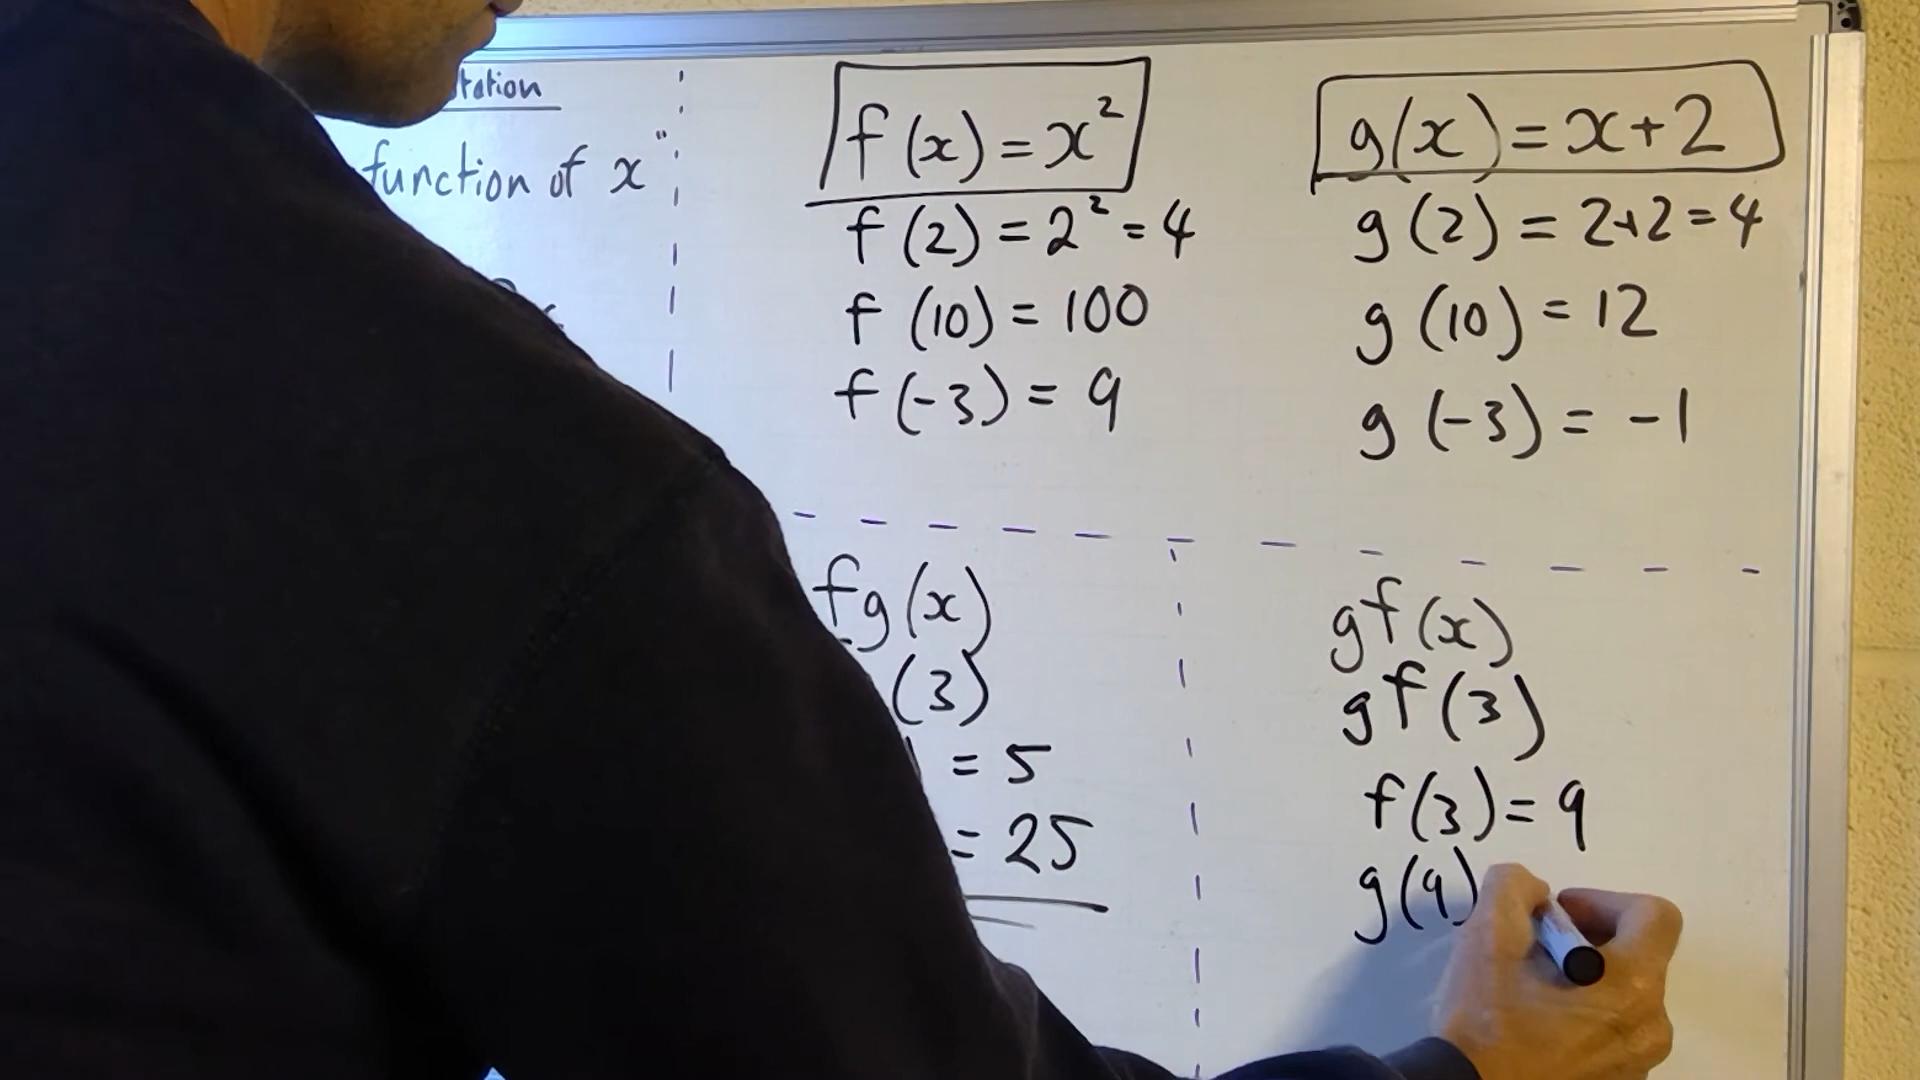 function of x"
f(x) = x²
f(2) = 2² = 4
f(10) = 100
f(-3) = 9
g(x) = x+2
g(2) = 2+2 = 4
g(10) = 12
g(-3) = -1
fg(x)
(3)
= 5
= 25
gf(x)
gf(3)
f(3) = 9
g(9)